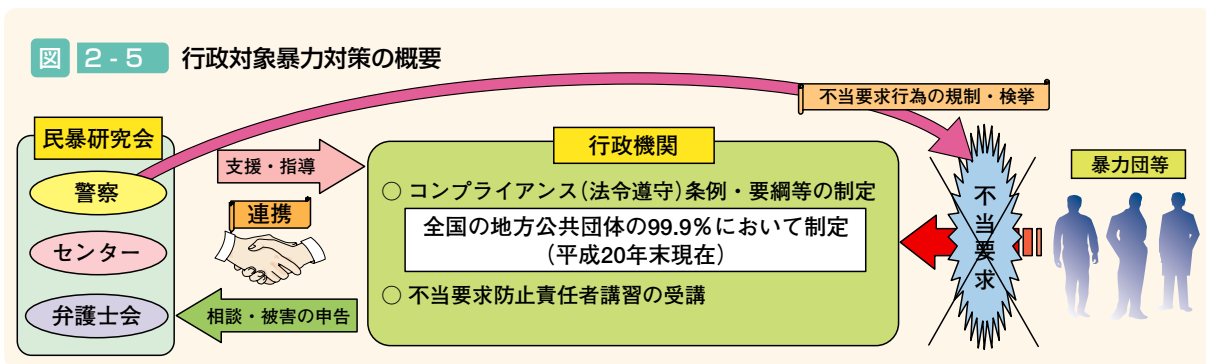 図 2-5 行政対象暴力対策の概要
不当要求行為の規制・検挙
民暴研究会
警察
センター
弁護士会
支援・指導
連携
相談・被害の申告
行政機関
○ コンプライアンス(法令遵守)条例・要綱等の制定
全国の地方公共団体の99.9%において制定
(平成20年末現在)
○ 不当要求防止責任者講習の受講
不当要求
暴力団等